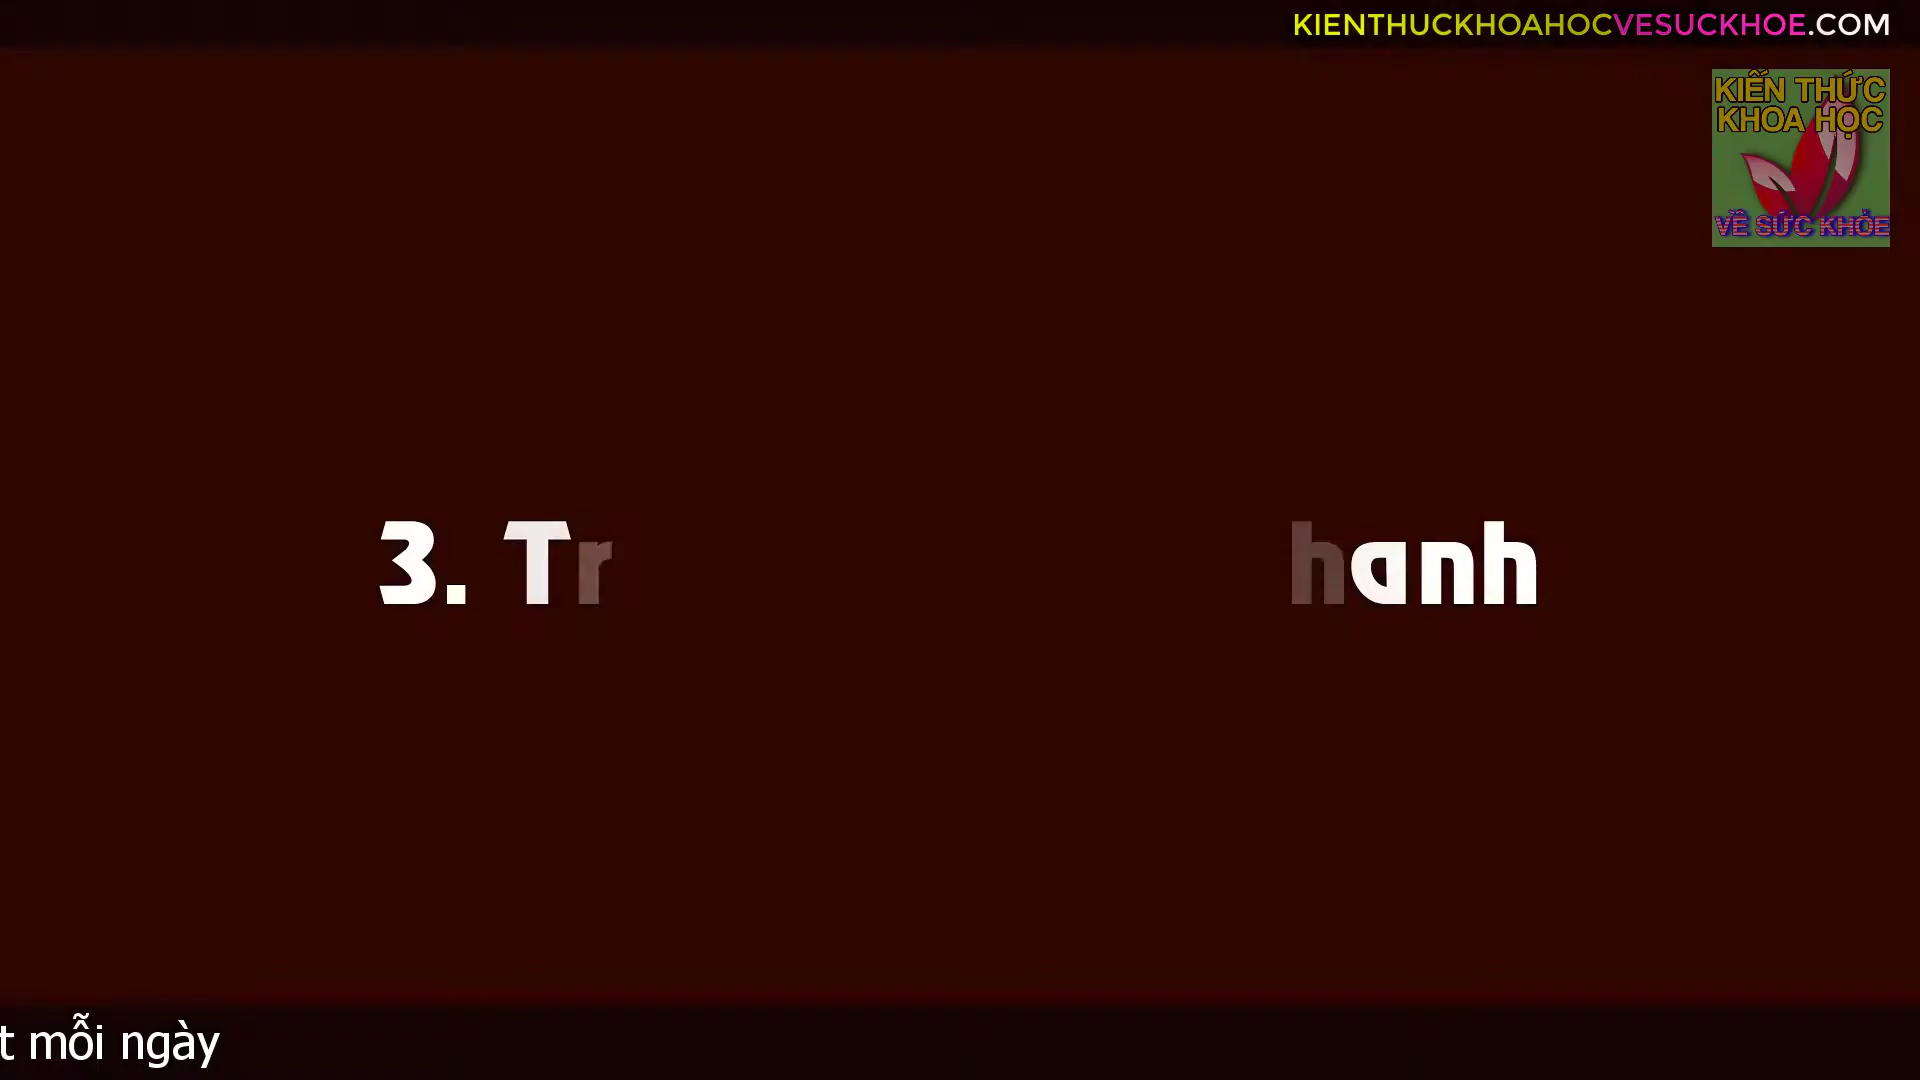 KIENTHUCKHOAHOCVESUCKHOE.COM
KIẾN THỨC
KHOA HỌC
VỀ SỨC KHỎE
3. Tr hanh
t mỗi ngày